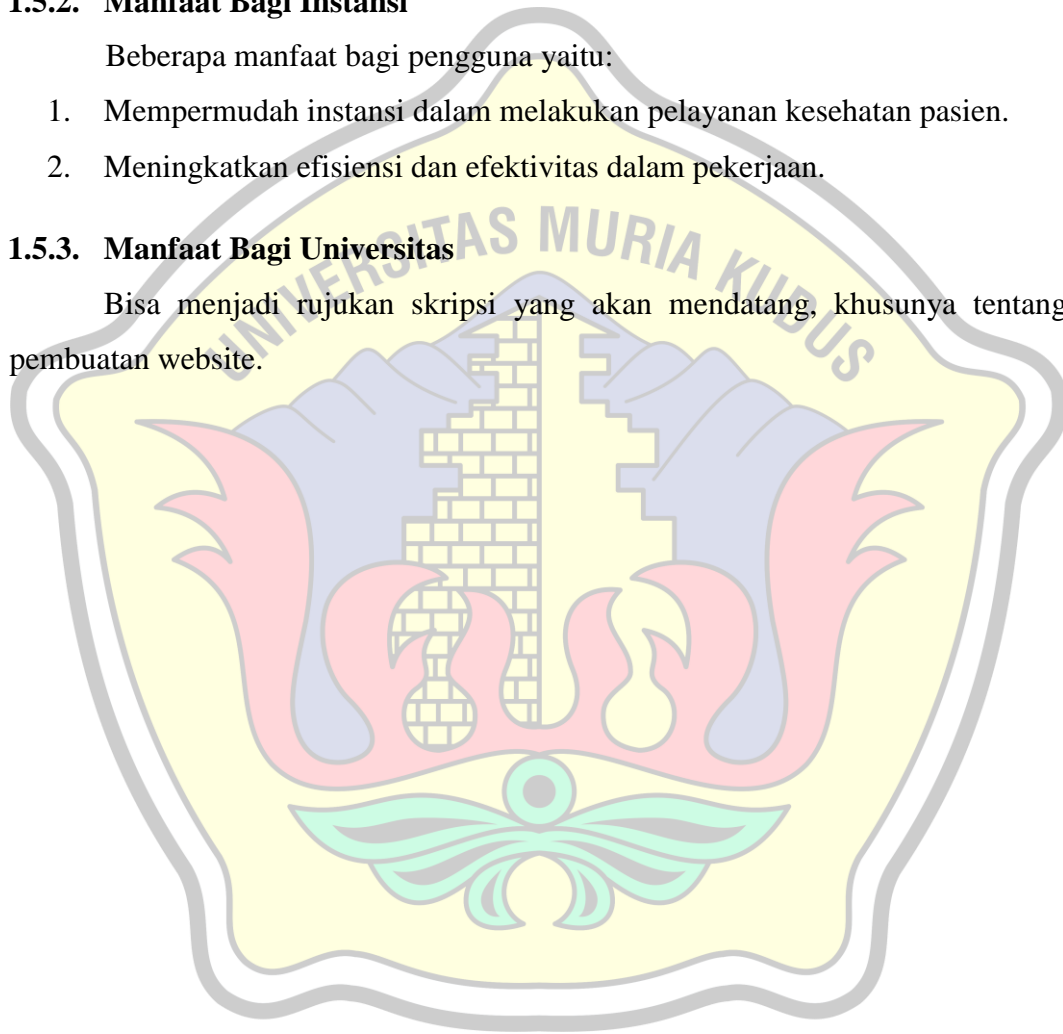 1.5.2. Manfaat Bagi Instansi
Beberapa manfaat bagi pengguna yaitu:
1. Mempermudah instansi dalam melakukan pelayanan kesehatan pasien.
2. Meningkatkan efisiensi dan efektivitas dalam pekerjaan.
1.5.3. Manfaat Bagi Universitas
Bisa menjadi rujukan skripsi yang akan mendatang, khusunya tentang
pembuatan website.
UNIVERSITAS MURIA KUDUS